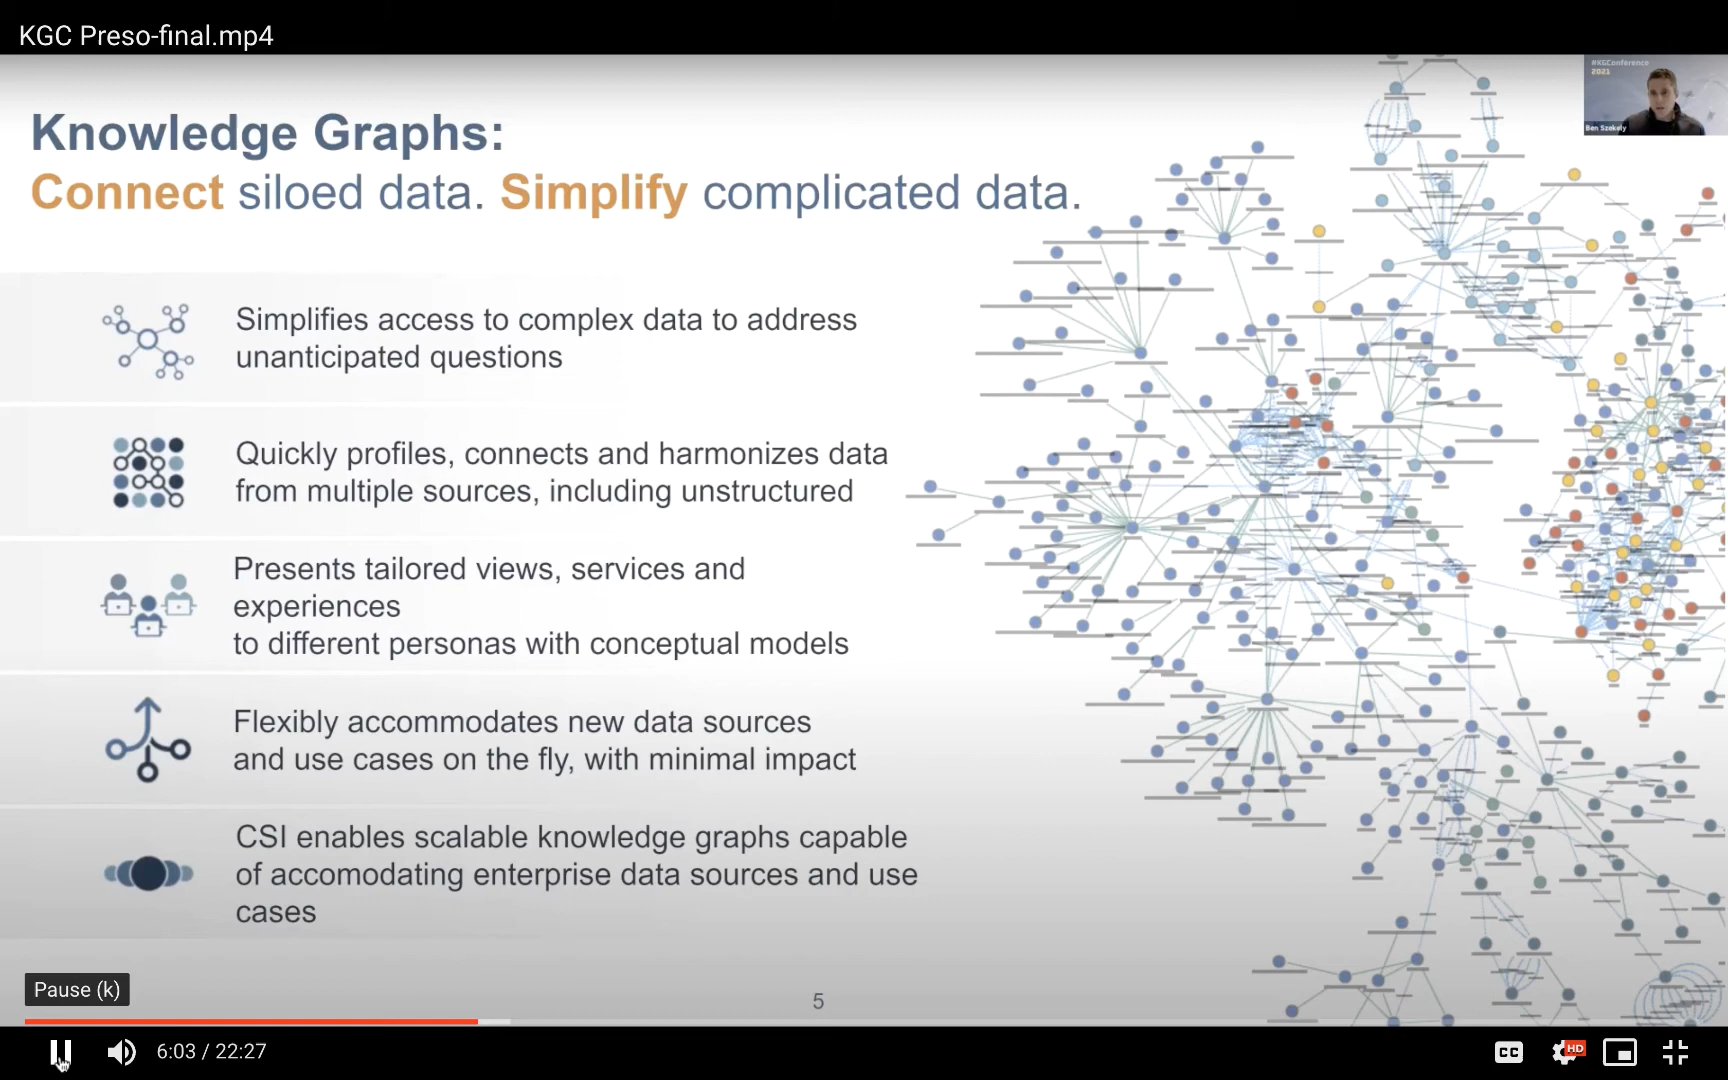 KGC Preso-final.mp4
#KGConference
2021
Ben Szekely
Knowledge Graphs:
Connect siloed data. Simplify complicated data.
Simplifies access to complex data to address
unanticipated questions
Quickly profiles, connects and harmonizes data
from multiple sources, including unstructured
Presents tailored views, services and
experiences
to different personas with conceptual models
Flexibly accommodates new data sources
and use cases on the fly, with minimal impact
CSI enables scalable knowledge graphs capable
of accomodating enterprise data sources and use
cases
Pause (k)
5
6:03 / 22:27
CC
HD